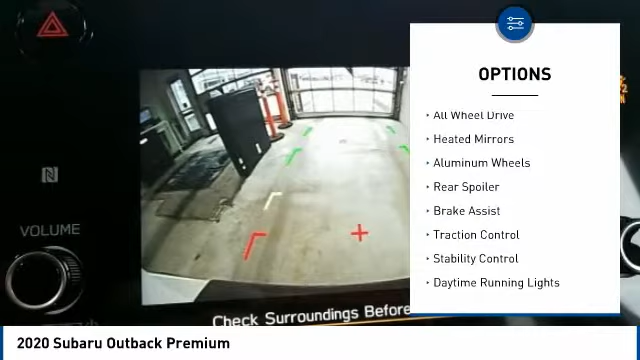 OPTIONS
All Wheel Drive
Heated Mirrors
Aluminum Wheels
Rear Spoiler
Brake Assist
Traction Control
Stability Control
Daytime Running Lights
VOLUME
Check Surroundings Before
2020 Subaru Outback Premium